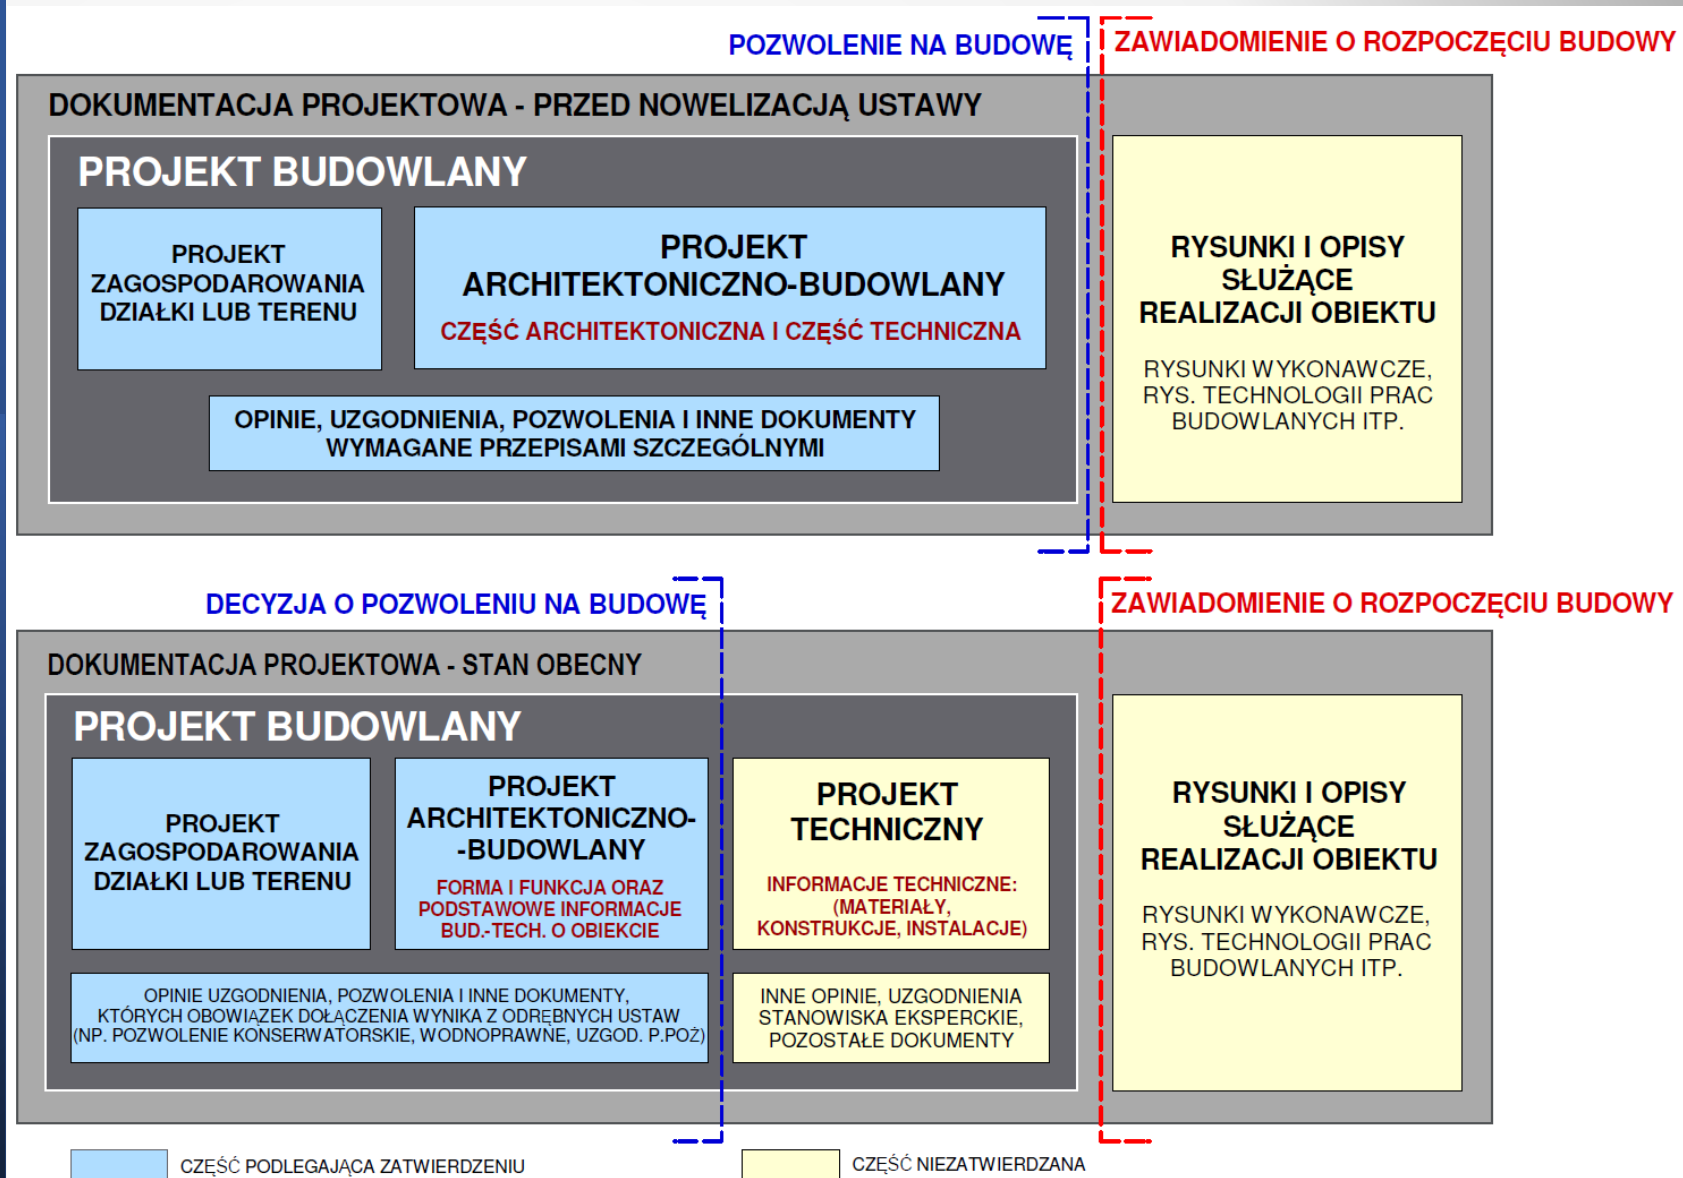 POZWOLENIE NA BUDOWĘ
ZAWIADOMIENIE O ROZPOCZĘCIU BUDOWY
DOKUMENTACJA PROJEKTOWA - PRZED NOWELIZACJĄ USTAWY
PROJEKT BUDOWLANY
PROJEKT
ZAGOSPODAROWANIA
DZIAŁKI LUB TERENU
PROJEKT
ARCHITEKTONICZNO-BUDOWLANY
CZĘŚĆ ARCHITEKTONICZNA I CZĘŚĆ TECHNICZNA
OPINIE, UZGODNIENIA, POZWOLENIA I INNE DOKUMENTY
WYMAGANE PRZEPISAMI SZCZEGÓLNYMI
RYSUNKI I OPISY
SŁUŻĄCE
REALIZACJI OBIEKTU
RYSUNKI WYKONAWCZE,
RYS. TECHNOLOGII PRAC
BUDOWLANYCH ITP.
DECYZJA O POZWOLENIU NA BUDOWĘ
ZAWIADOMIENIE O ROZPOCZĘCIU BUDOWY
DOKUMENTACJA PROJEKTOWA - STAN OBECNY
PROJEKT BUDOWLANY
PROJEKT
ZAGOSPODAROWANIA
DZIAŁKI LUB TERENU
PROJEKT
ARCHITEKTONICZNO-
-BUDOWLANY
FORMA I FUNKCJA ORAZ
PODSTAWOWE INFORMACJE
BUD.-TECH. O OBIEKCIE
PROJEKT
TECHNICZNY
INFORMACJE TECHNICZNE:
(MATERIAŁY,
KONSTRUKCJE, INSTALACJE)
OPINIE UZGODNIENIA, POZWOLENIA I INNE DOKUMENTY,
KTÓRYCH OBOWIĄZEK DOŁĄCZENIA WYNIKA Z ODRĘBNYCH USTAW
(NP. POZWOLENIE KONSERWATORSKIE, WODNOPRAWNE, UZGOD. P.POŻ)
INNE OPINIE, UZGODNIENIA
STANOWISKA EKSPERCKIE,
POZOSTAŁE DOKUMENTY
RYSUNKI I OPISY
SŁUŻĄCE
REALIZACJI OBIEKTU
RYSUNKI WYKONAWCZE,
RYS. TECHNOLOGII PRAC
BUDOWLANYCH ITP.
CZĘŚĆ PODLEGAJĄCA ZATWIERDZENIU
CZĘŚĆ NIEZATWIERDZANA